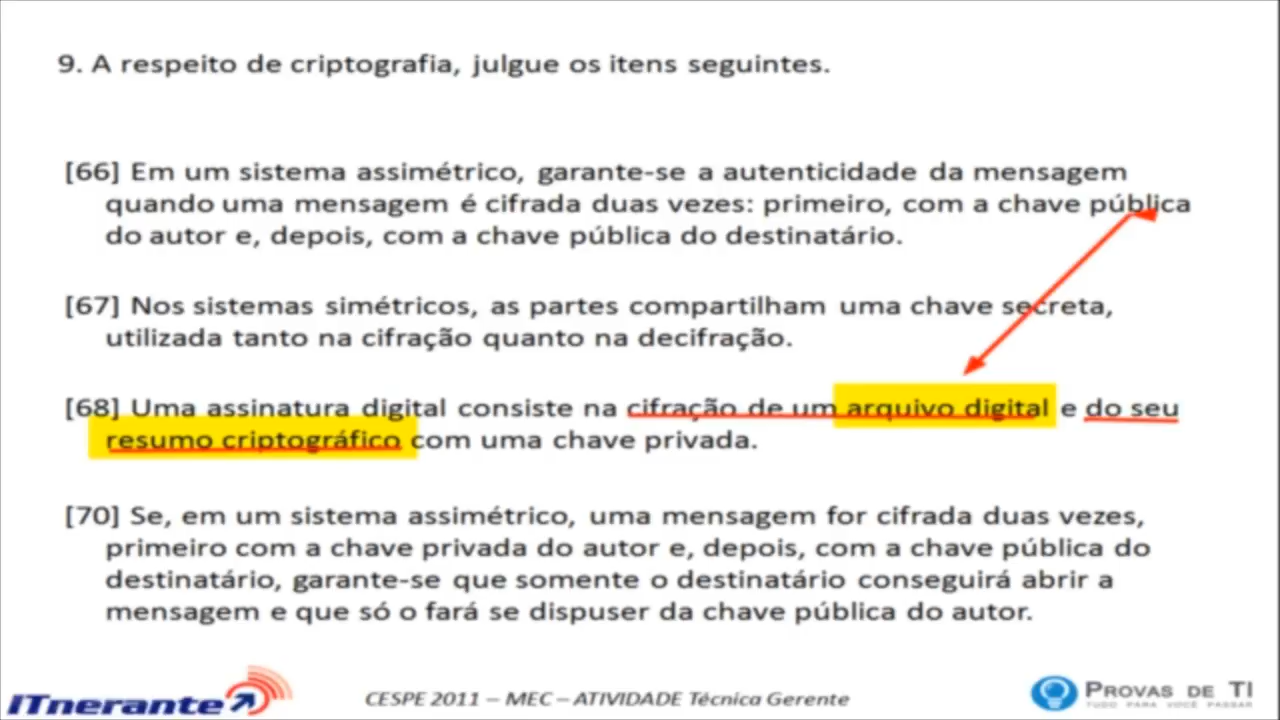 9. A respeito de criptografia, julgue os itens seguintes.
[66] Em um sistema assimétrico, garante-se a autenticidade da mensagem
quando uma mensagem é cifrada duas vezes: primeiro, com a chave pública
do autor e, depois, com a chave pública do destinatário.
[67] Nos sistemas simétricos, as partes compartilham uma chave secreta,
utilizada tanto na cifração quanto na decifração.
[68] Uma assinatura digital consiste na cifração de um arquivo digital e do seu
resumo criptográfico com uma chave privada.
[70] Se, em um sistema assimétrico, uma mensagem for cifrada duas vezes,
primeiro com a chave privada do autor e, depois, com a chave pública do
destinatário, garante-se que somente o destinatário conseguirá abrir a
mensagem e que só o fará se dispuser da chave pública do autor.
ITnerante
CESPE 2011 – MEC – ATIVIDADE Técnica Gerente
PROVAS DE TI
TUDO PARA VOCÊ PASSAR